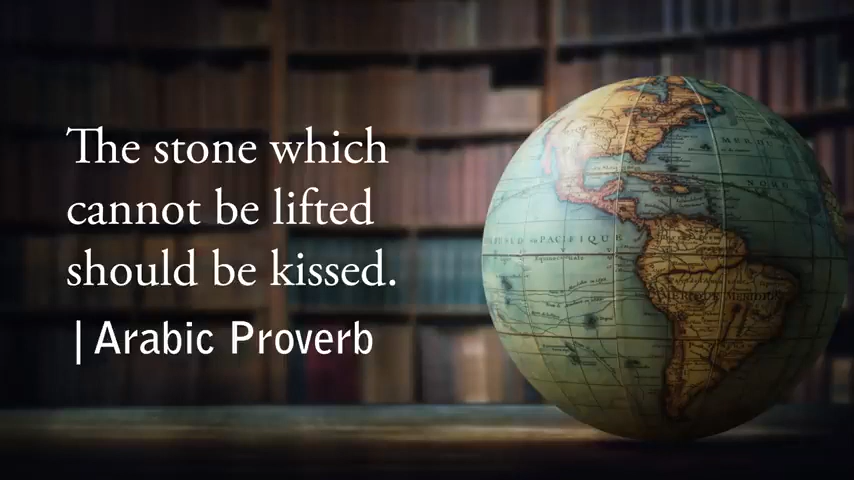 The stone which
cannot be lifted
should be kissed.
| Arabic Proverb
PACIFIQUE